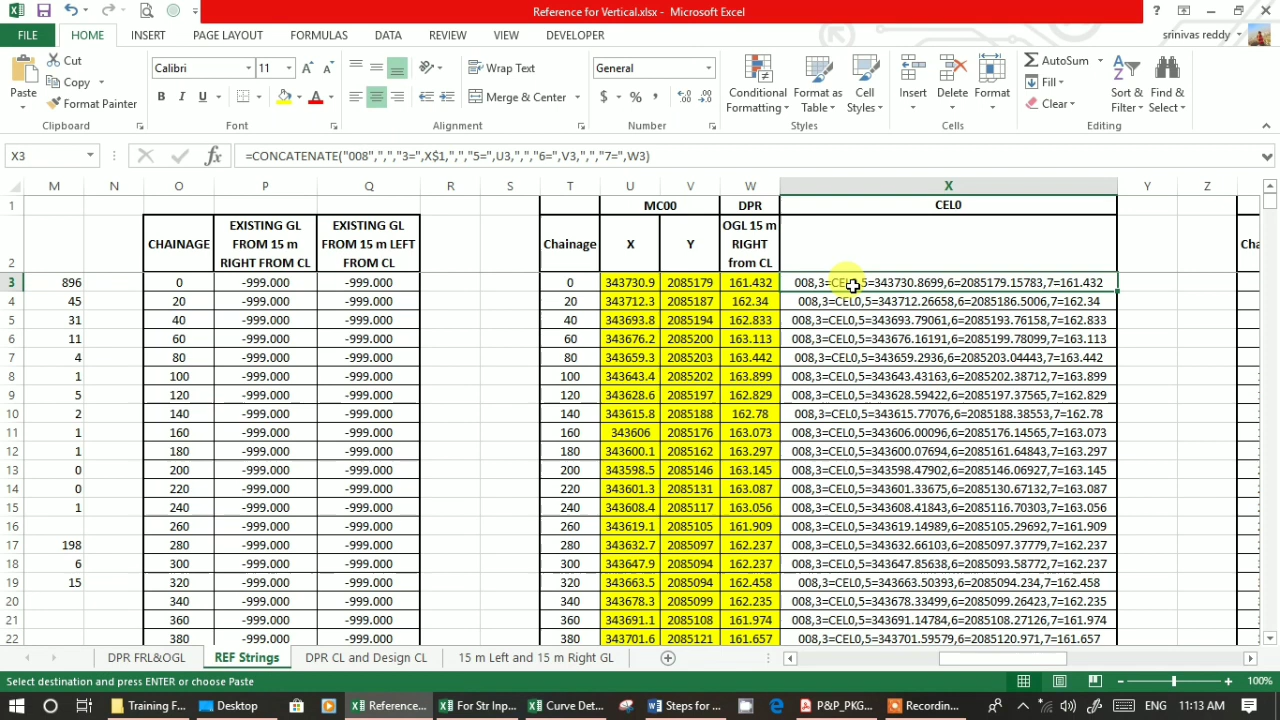 Reference for Vertical.xlsx - Microsoft Excel
FILE HOME INSERT PAGE LAYOUT FORMULAS DATA REVIEW VIEW DEVELOPER srinivas reddy
Paste Cut Copy Format Painter Clipboard
Calibri 11 B I U A Font
Wrap Text Merge & Center Alignment
General $ % , Number
Conditional Formatting Format as Table Cell Styles Styles
Insert Delete Format Cells
AutoSum Fill Clear Sort & Filter Find & Select Editing
X3 fx =CONCATENATE("008",",","3=",X$1,",","5=",U3,",","6=",V3,",","7=",W3)
M N O P Q R S T U V W X Y Z
1 MC00 DPR CEL0
2 CHAINAGE EXISTING GL FROM 15 m RIGHT FROM CL EXISTING GL FROM 15 m LEFT FROM CL Chainage X Y OGL 15 m RIGHT from CL Cha
3 896 0 -999.000 -999.000 0 343730.9 2085179 161.432 008,3=CEL0,5=343730.8699,6=2085179.15783,7=161.432
4 45 20 -999.000 -999.000 20 343712.3 2085187 162.34 008,3=CEL0,5=343712.26658,6=2085186.5006,7=162.34
5 31 40 -999.000 -999.000 40 343693.8 2085194 162.833 008,3=CEL0,5=343693.79061,6=2085193.76158,7=162.833
6 11 60 -999.000 -999.000 60 343676.2 2085200 163.113 008,3=CEL0,5=343676.16191,6=2085199.78099,7=163.113
7 4 80 -999.000 -999.000 80 343659.3 2085203 163.442 008,3=CEL0,5=343659.2936,6=2085203.04443,7=163.442
8 1 100 -999.000 -999.000 100 343643.4 2085202 163.899 008,3=CEL0,5=343643.43163,6=2085202.38712,7=163.899
9 5 120 -999.000 -999.000 120 343628.6 2085197 162.829 008,3=CEL0,5=343628.59422,6=2085197.37565,7=162.829
10 2 140 -999.000 -999.000 140 343615.8 2085188 162.78 008,3=CEL0,5=343615.77076,6=2085188.38553,7=162.78
11 1 160 -999.000 -999.000 160 343606 2085176 163.073 008,3=CEL0,5=343606.00096,6=2085176.14565,7=163.073
12 1 180 -999.000 -999.000 180 343600.1 2085162 163.297 008,3=CEL0,5=343600.07694,6=2085161.64843,7=163.297
13 0 200 -999.000 -999.000 200 343598.5 2085146 163.145 008,3=CEL0,5=343598.47902,6=2085146.06927,7=163.145
14 0 220 -999.000 -999.000 220 343601.3 2085131 163.087 008,3=CEL0,5=343601.33675,6=2085130.67132,7=163.087
15 1 240 -999.000 -999.000 240 343608.4 2085117 163.056 008,3=CEL0,5=343608.41843,6=2085116.70303,7=163.056
16 260 -999.000 -999.000 260 343619.1 2085105 161.909 008,3=CEL0,5=343619.14989,6=2085105.29692,7=161.909
17 198 280 -999.000 -999.000 280 343632.7 2085097 162.237 008,3=CEL0,5=343632.66103,6=2085097.37779,7=162.237
18 6 300 -999.000 -999.000 300 343647.9 2085094 162.237 008,3=CEL0,5=343647.85638,6=2085093.58772,7=162.237
19 15 320 -999.000 -999.000 320 343663.5 2085094 162.458 008,3=CEL0,5=343663.50393,6=2085094.234,7=162.458
20 340 -999.000 -999.000 340 343678.3 2085099 162.235 008,3=CEL0,5=343678.33499,6=2085099.26423,7=162.235
21 360 -999.000 -999.000 360 343691.1 2085108 161.974 008,3=CEL0,5=343691.14784,6=2085108.27126,7=161.974
22 380 -999.000 -999.000 380 343701.6 2085121 161.657 008,3=CEL0,5=343701.59579,6=2085120.971,7=161.657
DPR FRL&OGL REF Strings DPR CL and Design CL 15 m Left and 15 m Right GL
Select destination and press ENTER or choose Paste 100%
Training F... Desktop Reference... For Str Inp... Curve Det... Steps for ... P&P_PKG... Recordin... ENG 11:13 AM